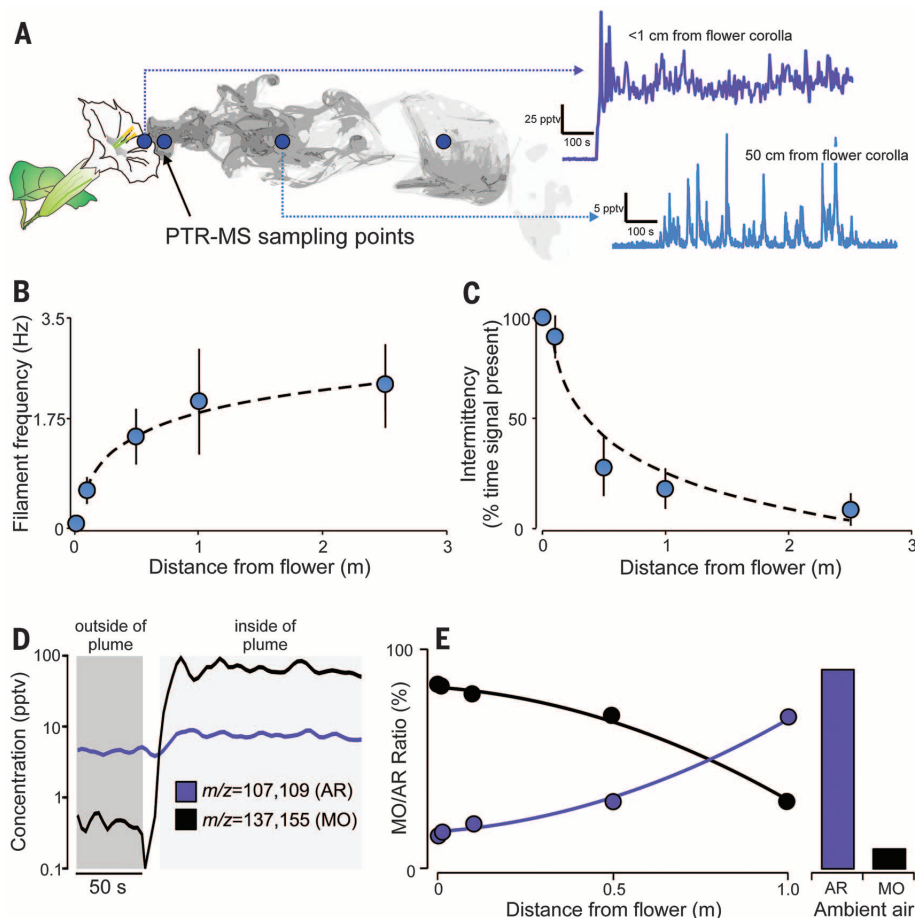 A
<1 cm from flower corolla
25 pptv
100 s
50 cm from flower corolla
5 pptv
100 s
PTR-MS sampling points
B
Filament frequency (Hz)
3.5
1.75
0
0
1
2
3
Distance from flower (m)
C
Intermittency
(% time signal present)
100
50
0
0
1
2
3
Distance from flower (m)
D
outside of
plume
inside of
plume
Concentration (pptv)
100
10
1
0.1
m/z=107,109 (AR)
m/z=137,155 (MO)
50 s
E
MO/AR Ratio (%)
100
0
0
0.5
1.0
Distance from flower (m)
AR
MO
Ambient air